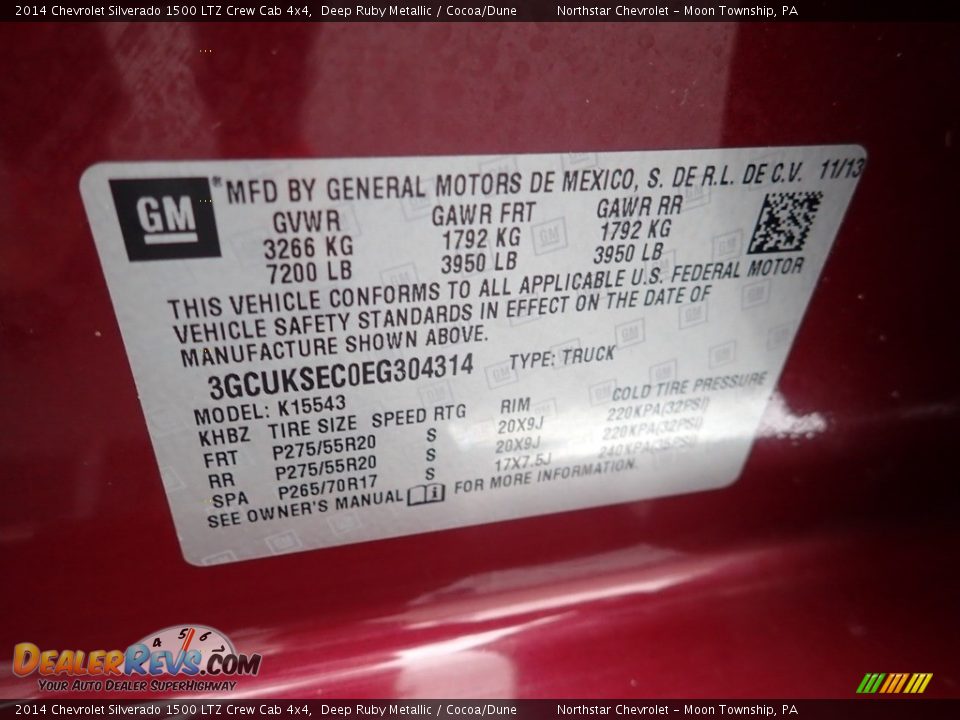 2014 Chevrolet Silverado 1500 LTZ Crew Cab 4x4, Deep Ruby Metallic / Cocoa/Dune Northstar Chevrolet - Moon Township, PA
GM ® MFD BY GENERAL MOTORS DE MEXICO, S. DE R.L. DE C.V. 11/13
GVWR GAWR FRT GAWR RR
3266 KG 1792 KG 1792 KG
7200 LB 3950 LB 3950 LB
THIS VEHICLE CONFORMS TO ALL APPLICABLE U.S. FEDERAL MOTOR
VEHICLE SAFETY STANDARDS IN EFFECT ON THE DATE OF
MANUFACTURE SHOWN ABOVE.
3GCUKSEC0EG304314 TYPE: TRUCK
MODEL: K15543
KHBZ TIRE SIZE SPEED RTG RIM COLD TIRE PRESSURE
FRT P275/55R20 S 20X9J 220KPA(32PSI)
RR P275/55R20 S 20X9J 220KPA(32PSI)
SPA P265/70R17 S 17X7.5J 240KPA(35PSI)
SEE OWNER'S MANUAL FOR MORE INFORMATION.
4 5 6
DealerRevs.com
Your Auto Dealer SuperHighway
2014 Chevrolet Silverado 1500 LTZ Crew Cab 4x4, Deep Ruby Metallic / Cocoa/Dune Northstar Chevrolet - Moon Township, PA